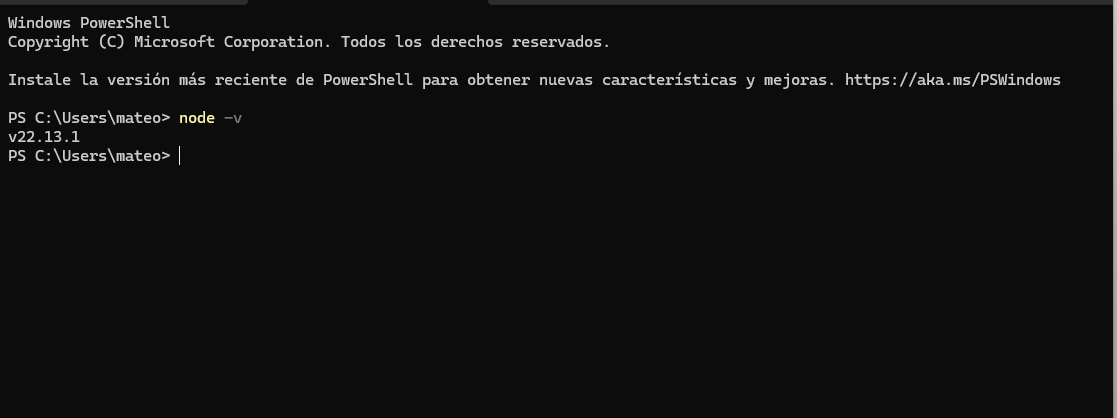 Windows PowerShell
Copyright (C) Microsoft Corporation. Todos los derechos reservados.
Instale la versión más reciente de PowerShell para obtener nuevas características y mejoras. https://aka.ms/PSWindows
PS C:\Users\mateo> node -v
v22.13.1
PS C:\Users\mateo>